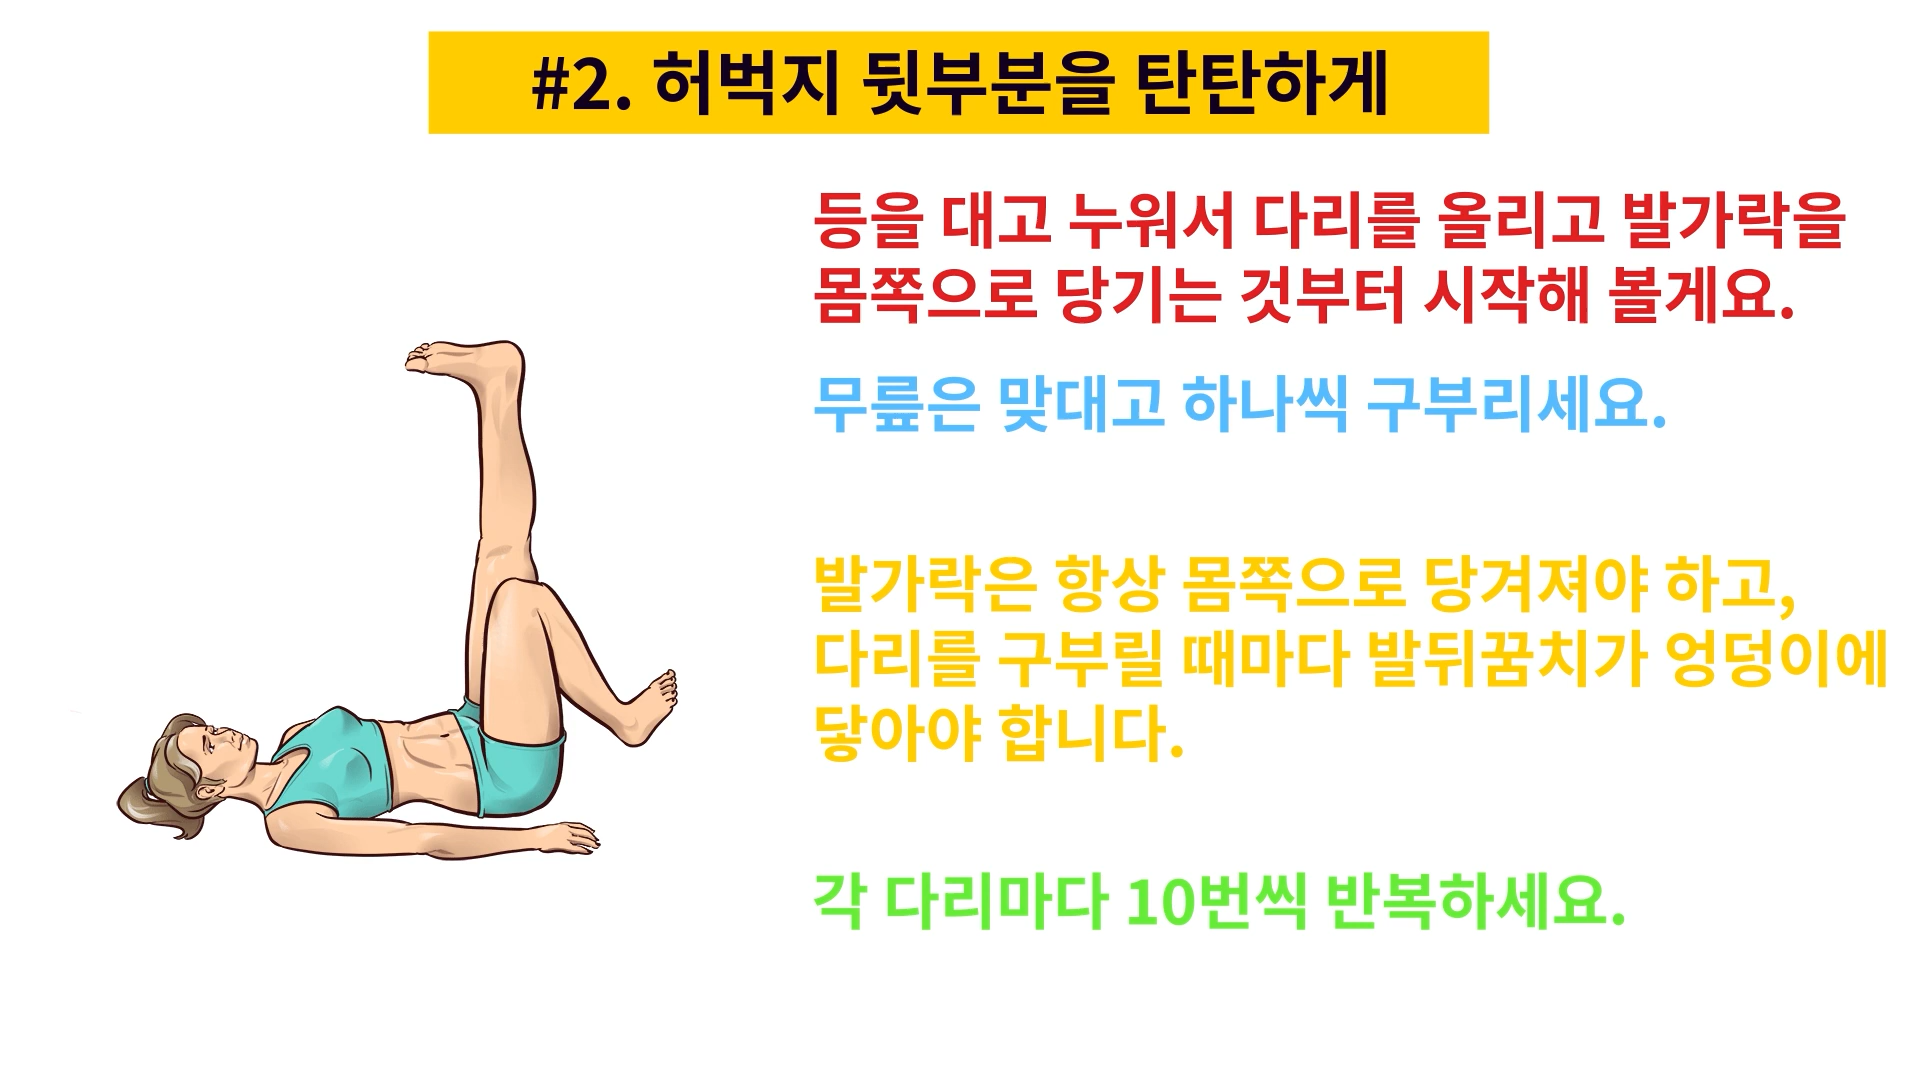 #2. 허벅지 뒷부분을 탄탄하게
등을 대고 누워서 다리를 올리고 발가락을
몸쪽으로 당기는 것부터 시작해 볼게요.
무릎은 맞대고 하나씩 구부리세요.
발가락은 항상 몸쪽으로 당겨져야 하고,
다리를 구부릴 때마다 발뒤꿈치가 엉덩이에
닿아야 합니다.
각 다리마다 10번씩 반복하세요.